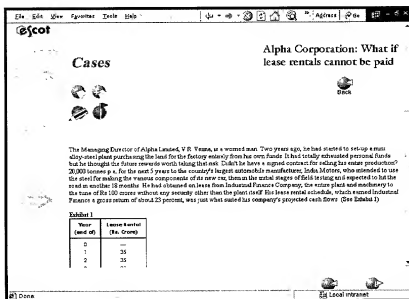 File Edit View Favorites Tools Help Address
escot
Alpha Corporation: What if
lease rentals cannot be paid
Cases
Back
The Managing Director of Alpha Limited, V R Verma, is a worried man. Two years ago, he had started to set-up a mini
alloy-steel plant purchasing the land for the factory entirely from his own funds. It had totally exhausted personal funds
but he thought the future rewards worth taking that risk. Didn't he have a signed contract for selling his entire production?
20,000 tonnes p.a. for the next 5 years to the country's largest automobile manufacturer, India Motors, who intended to use
the steel for making the various components of its new car, then in the initial stages of field testing and expected to hit the
road in another 18 months. He had obtained on lease from Industrial Finance Company, the entire plant and machinery to
the tune of Rs 100 crores without any security other than the plant itself. His lease rental schedule, which earned Industrial
Finance a gross return of about 23 percent, was just what suited his company's projected cash flows. (See Exhibit 1)
Exhibit 1
Year Lease Rental
(end of) (Rs. Crore)
0 —
1 35
2 35
Done Local intranet